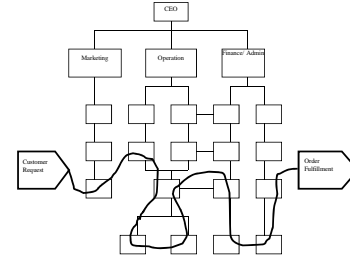 CEO
Marketing
Operation
Finance/ Admin
Customer
Request
Order
Fulfillment